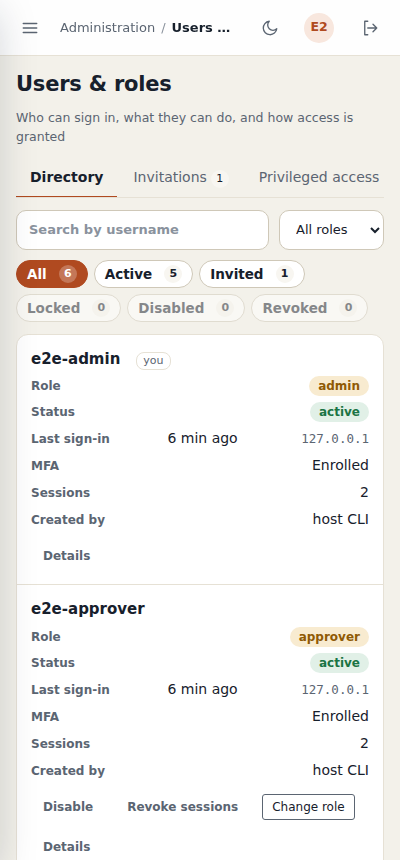 Administration / Users ...
E2
Users & roles
Who can sign in, what they can do, and how access is
granted
Directory Invitations 1 Privileged access
Search by username All roles
All 6 Active 5 Invited 1
Locked 0 Disabled 0 Revoked 0
e2e-admin you
Role admin
Status active
Last sign-in 6 min ago 127.0.0.1
MFA Enrolled
Sessions 2
Created by host CLI
Details
e2e-approver
Role approver
Status active
Last sign-in 6 min ago 127.0.0.1
MFA Enrolled
Sessions 2
Created by host CLI
Disable Revoke sessions Change role
Details